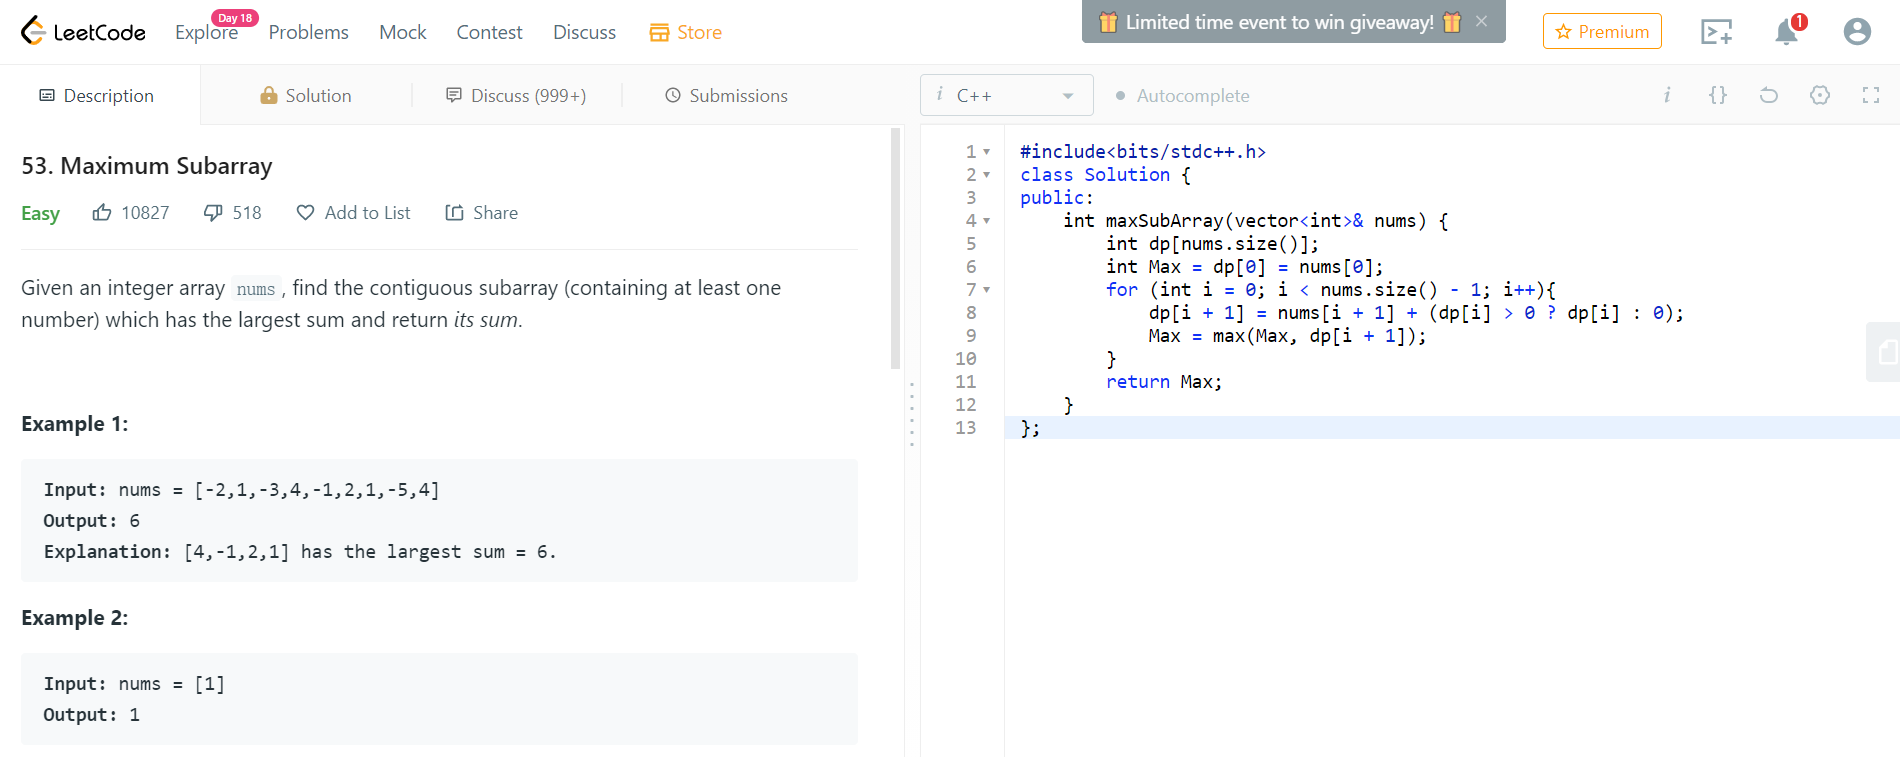 LeetCode
Explore
Day 18
Problems
Mock
Contest
Discuss
Store
Limited time event to win giveaway!
Premium
1
Description
Solution
Discuss (999+)
Submissions
i C++
Autocomplete
i
{}
53. Maximum Subarray
Easy
10827
518
Add to List
Share
Given an integer array nums, find the contiguous subarray (containing at least one
number) which has the largest sum and return its sum.
Example 1:
Input: nums = [-2,1,-3,4,-1,2,1,-5,4]
Output: 6
Explanation: [4,-1,2,1] has the largest sum = 6.
Example 2:
Input: nums = [1]
Output: 1
1 #include<bits/stdc++.h>
2 class Solution {
3 public:
4     int maxSubArray(vector<int>& nums) {
5         int dp[nums.size()];
6         int Max = dp[0] = nums[0];
7         for (int i = 0; i < nums.size() - 1; i++){
8             dp[i + 1] = nums[i + 1] + (dp[i] > 0 ? dp[i] : 0);
9             Max = max(Max, dp[i + 1]);
10         }
11         return Max;
12     }
13 };